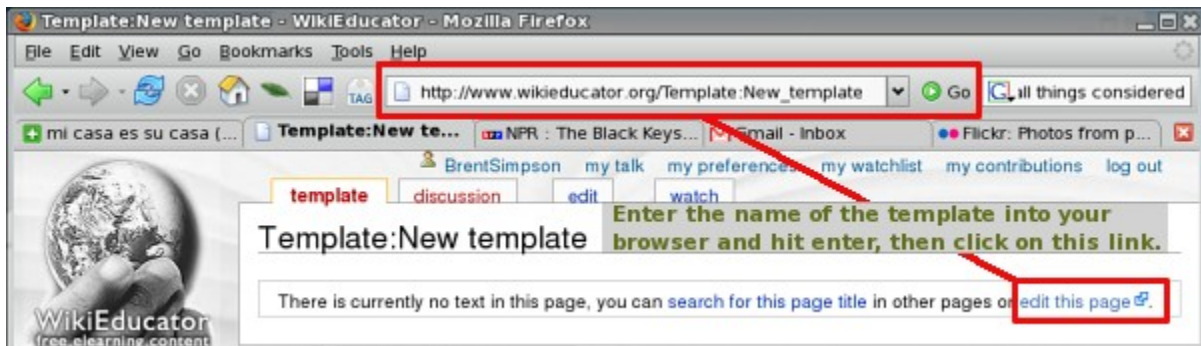 Template:New template - WikiEducator - Mozilla Firefox
File Edit View Go Bookmarks Tools Help
TAG http://www.wikieducator.org/Template:New_template Go G ill things considered
mi casa es su casa (... Template:New te... npr NPR : The Black Keys... Gmail - Inbox Flickr: Photos from p...
BrentSimpson my talk my preferences my watchlist my contributions log out
template discussion edit watch
Enter the name of the template into your
Template:New template browser and hit enter, then click on this link.
There is currently no text in this page, you can search for this page title in other pages or edit this page.
WikiEducator
free elearning content